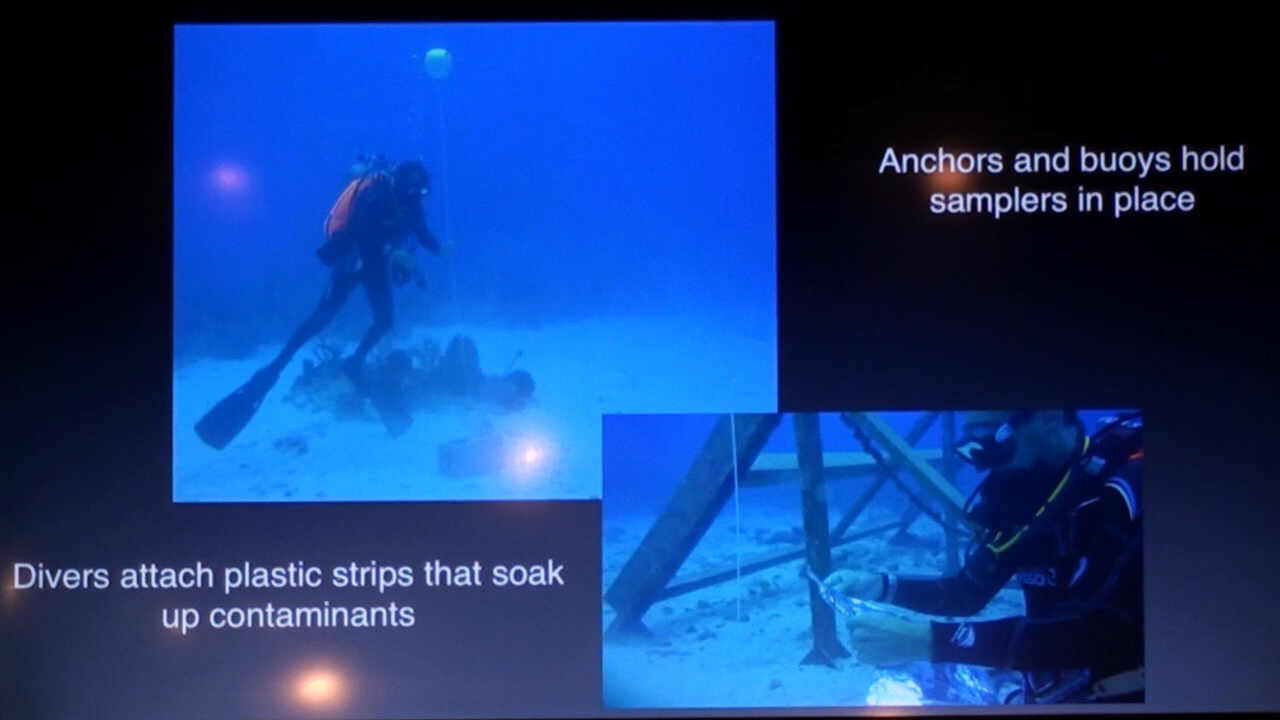 Anchors and buoys hold
samplers in place
Divers attach plastic strips that soak
up contaminants